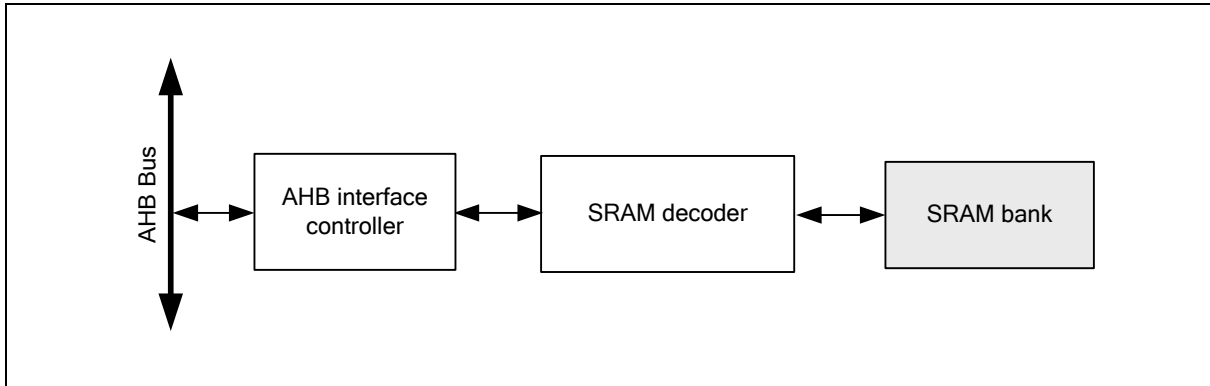 AHB Bus
AHB interface
controller
SRAM decoder
SRAM bank